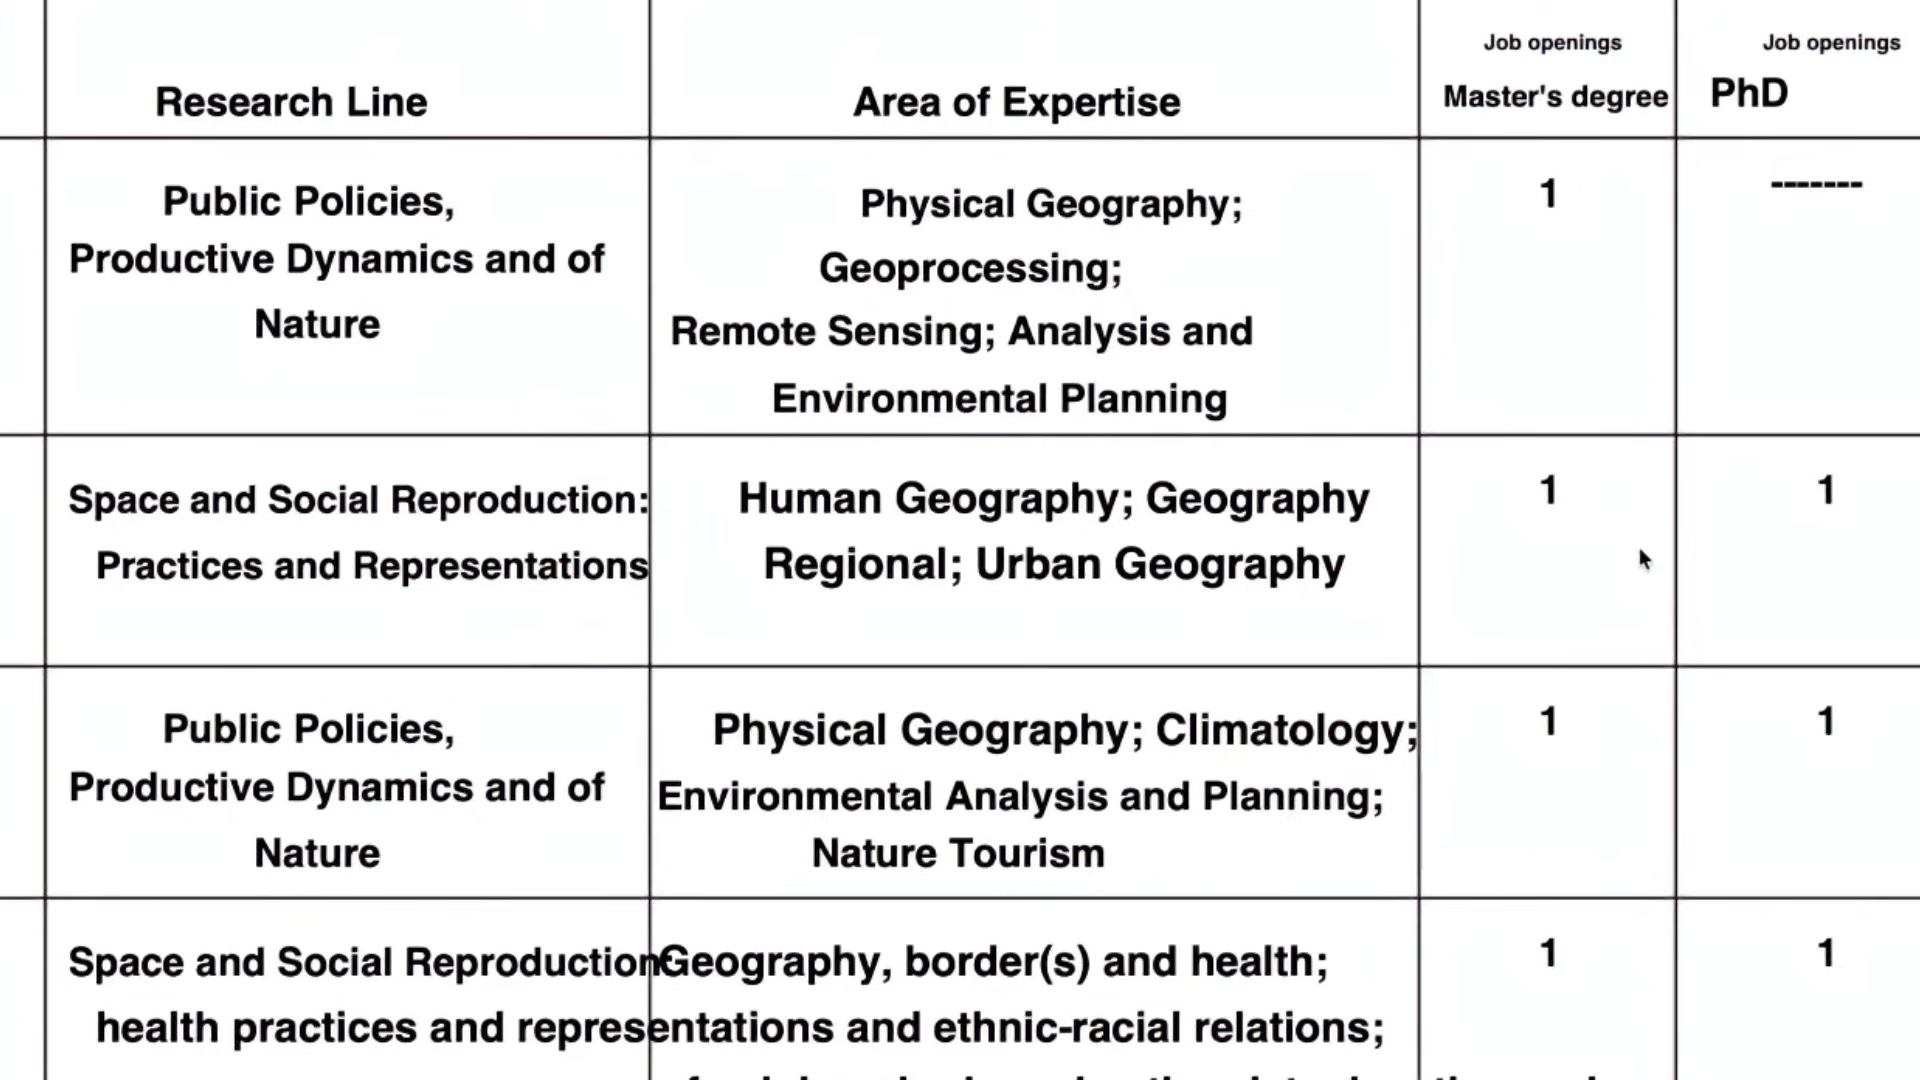 Job openings
Job openings
Research Line
Area of Expertise
Master's degree
PhD
Public Policies,
Productive Dynamics and of
Nature
Physical Geography;
Geoprocessing;
Remote Sensing; Analysis and
Environmental Planning
1
-------
Space and Social Reproduction:
Practices and Representations
Human Geography; Geography
Regional; Urban Geography
1
1
Public Policies,
Productive Dynamics and of
Nature
Physical Geography; Climatology;
Environmental Analysis and Planning;
Nature Tourism
1
1
Space and Social Reproduction
Geography, border(s) and health;
health practices and representations and ethnic-racial relations;
1
1